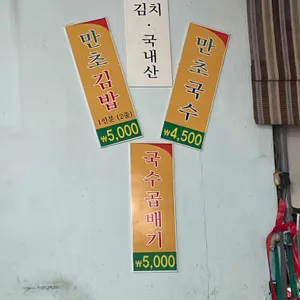 김치·국내산
만초김밥
1인분 (2줄)
₩5,000
만초국수
₩4,500
국수곱배기
₩5,000